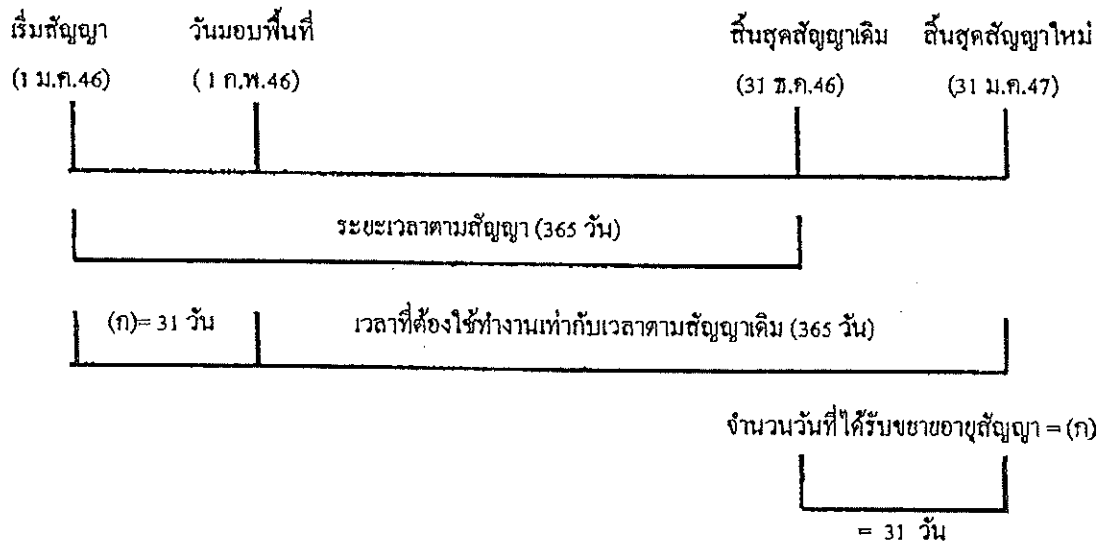 เริ่มสัญญา วันมอบพื้นที่ สิ้นสุดสัญญาเดิม สิ้นสุดสัญญาใหม่
(1 ม.ค.46) (1 ก.พ.46) (31 ธ.ค.46) (31 ม.ค.47)
ระยะเวลาตามสัญญา (365 วัน)
(ก)= 31 วัน เวลาที่ต้องใช้ทำงานเท่ากับเวลาตามสัญญาเดิม (365 วัน)
จำนวนวันที่ได้รับขยายอายุสัญญา = (ก)
= 31 วัน